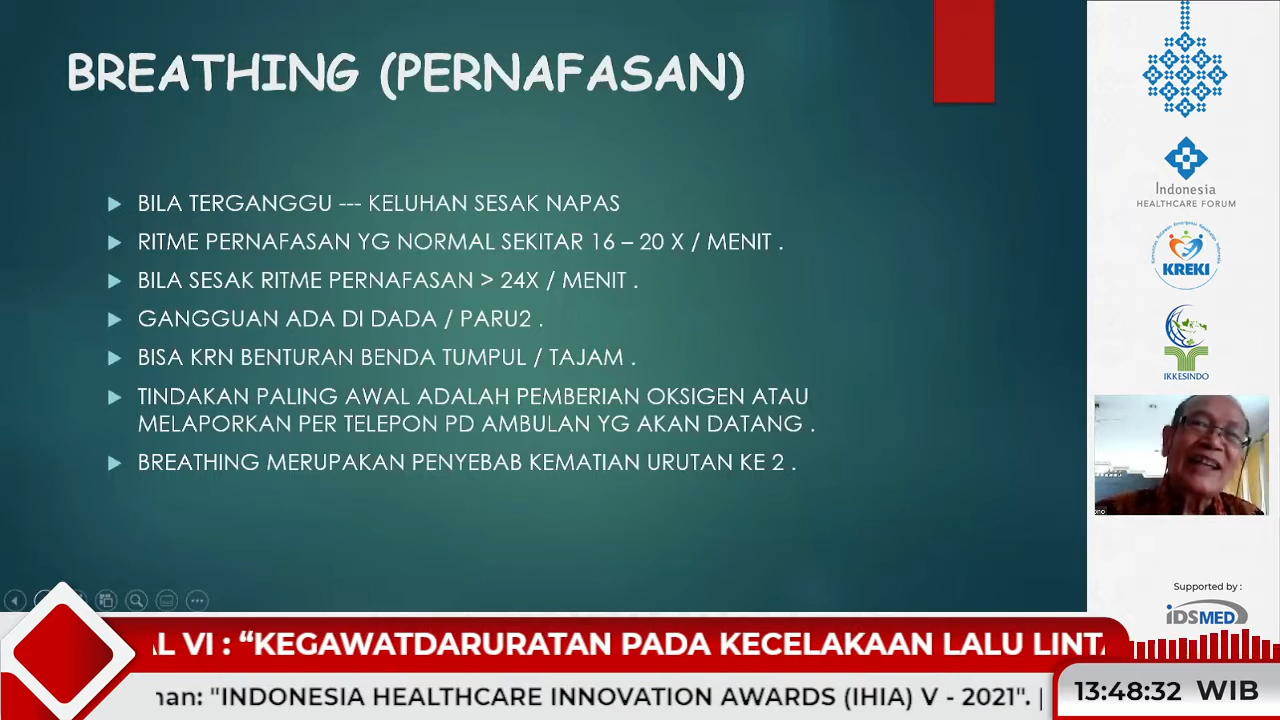 BREATHING (PERNAFASAN)
BILA TERGANGGU --- KELUHAN SESAK NAPAS
RITME PERNAFASAN YG NORMAL SEKITAR 16 – 20 X / MENIT .
BILA SESAK RITME PERNAFASAN > 24X / MENIT .
GANGGUAN ADA DI DADA / PARU2 .
BISA KRN BENTURAN BENDA TUMPUL / TAJAM .
TINDAKAN PALING AWAL ADALAH PEMBERIAN OKSIGEN ATAU
MELAPORKAN PER TELEPON PD AMBULAN YG AKAN DATANG .
BREATHING MERUPAKAN PENYEBAB KEMATIAN URUTAN KE 2 .
Indonesia
HEALTHCARE FORUM
KREKI
IKKESINDO
Supported by :
iDSMED
VI : “KEGAWATDARURATAN PADA KECELAKAAN LALU
"INDONESIA HEALTHCARE INNOVATION AWARDS (IHIA) V - 2021". |
13:48:32 WIB